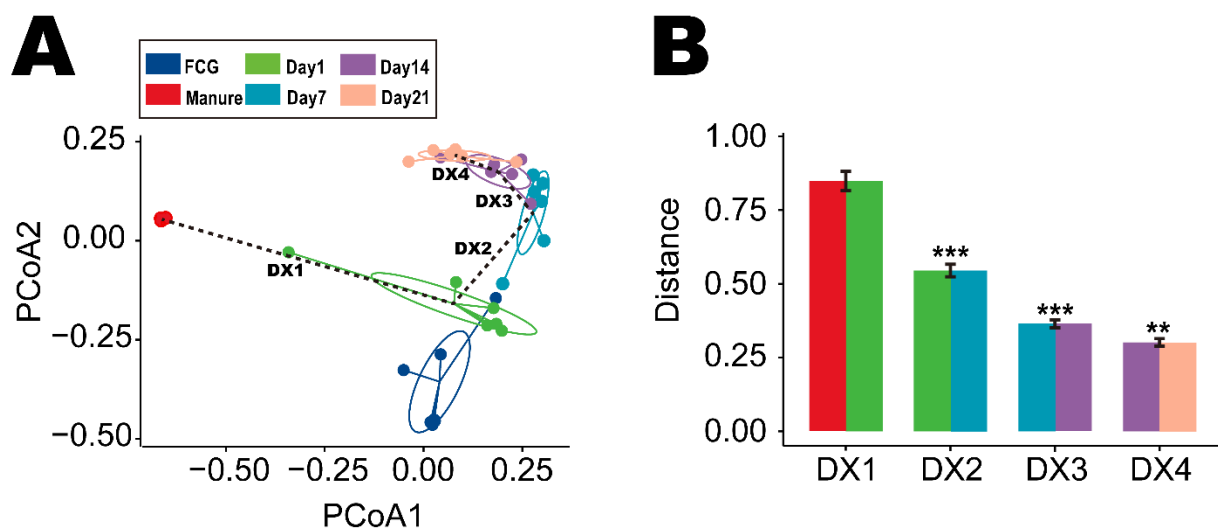 A
FCG Day1 Day14
Manure Day7 Day21
PCoA2
0.25
0.00
−0.25
−0.50
DX4
DX3
DX2
DX1
−0.50 −0.25 0.00 0.25
PCoA1
B
Distance
1.00
0.75
0.50
0.25
0.00
***
***
**
DX1 DX2 DX3 DX4